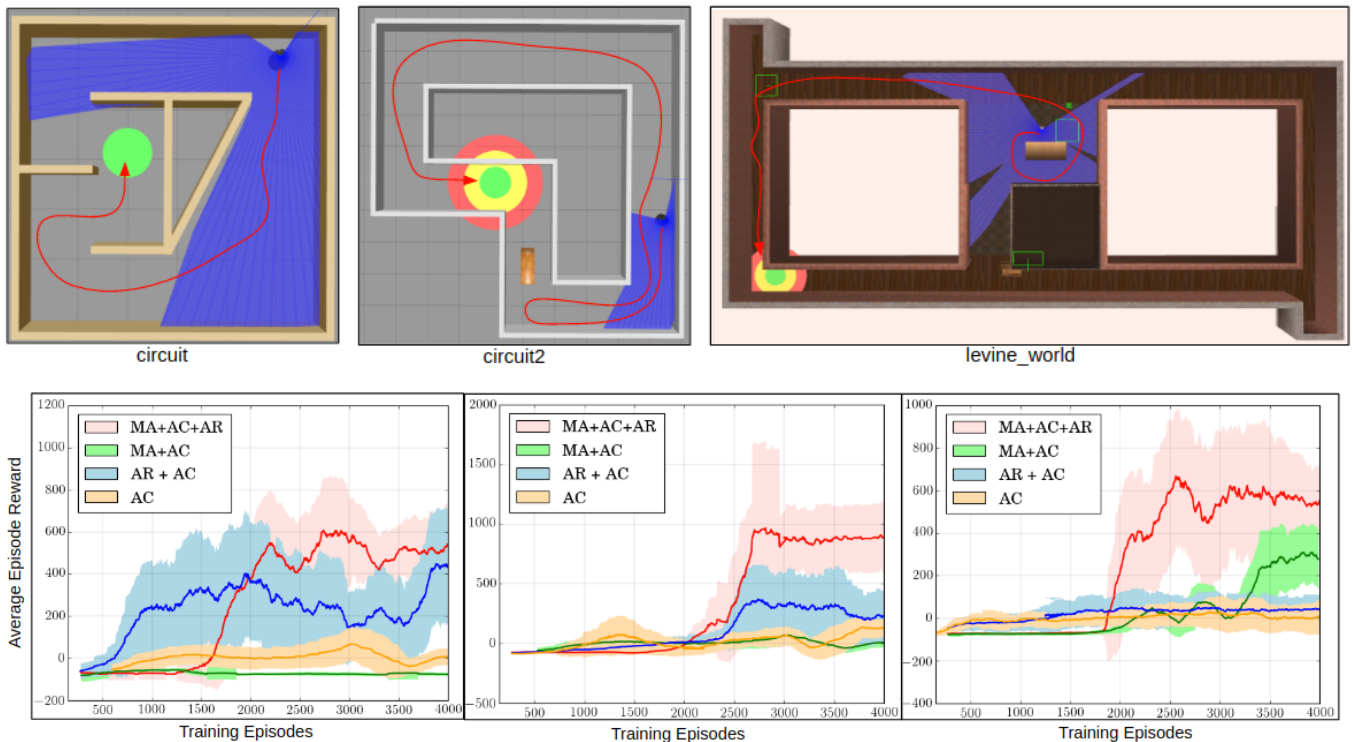 circuit
circuit2
levine_world
Average Episode Reward
1200
1000
800
600
400
200
0
−200
MA+AC+AR
MA+AC
AR + AC
AC
500 1000 1500 2000 2500 3000 3500 4000
Training Episodes
2000
1500
1000
500
0
−500
MA+AC+AR
MA+AC
AR + AC
AC
500 1000 1500 2000 2500 3000 3500 4000
Training Episodes
1000
800
600
400
200
0
−200
−400
MA+AC+AR
MA+AC
AR + AC
AC
500 1000 1500 2000 2500 3000 3500 4000
Training Episodes